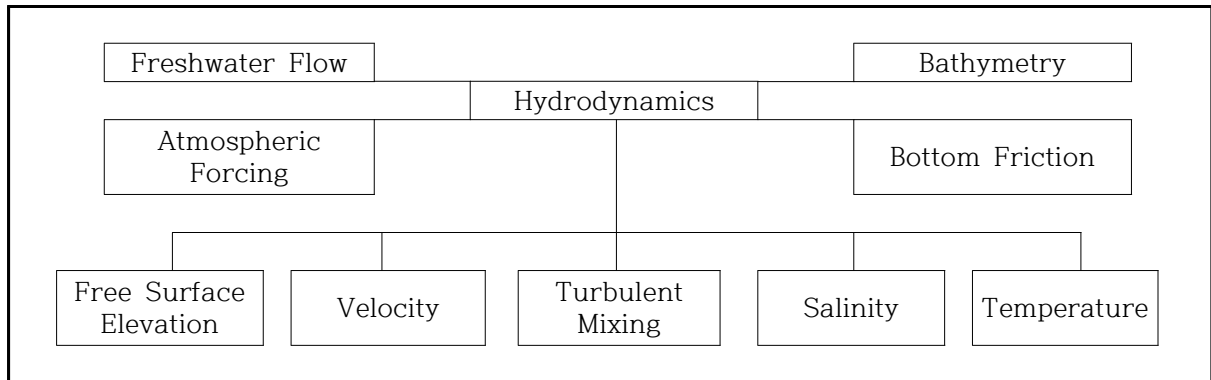 Freshwater Flow
Bathymetry
Hydrodynamics
Atmospheric
Forcing
Bottom Friction
Free Surface
Elevation
Velocity
Turbulent
Mixing
Salinity
Temperature